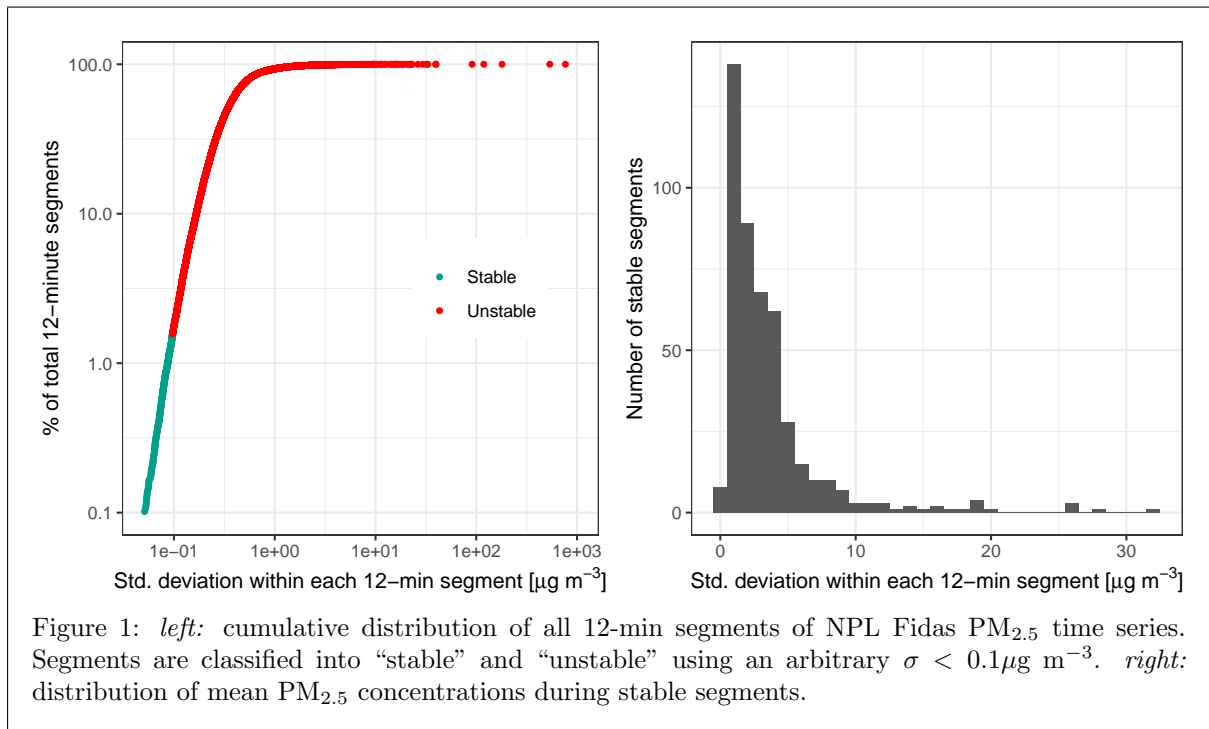 100.0
10.0
1.0
0.1
% of total 12−minute segments
Stable
Unstable
1e−01 1e+00 1e+01 1e+02 1e+03
Std. deviation within each 12−min segment [μg m⁻³]
100
50
0
Number of stable segments
0 10 20 30
Std. deviation within each 12−min segment [μg m⁻³]
Figure 1: left: cumulative distribution of all 12-min segments of NPL Fidas PM₂.₅ time series.
Segments are classified into “stable” and “unstable” using an arbitrary σ < 0.1μg m⁻³. right:
distribution of mean PM₂.₅ concentrations during stable segments.